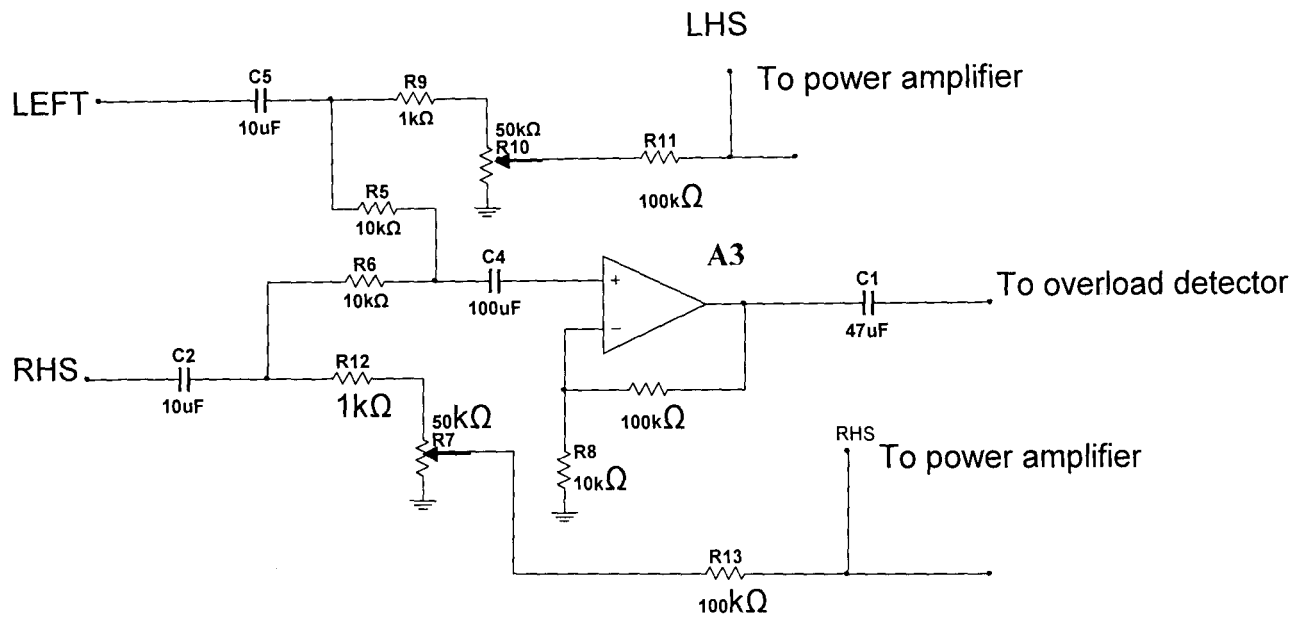 LHS
To power amplifier
LEFT
C5
10uF
R9
1kΩ
50kΩ
R10
R11
100kΩ
R5
10kΩ
R6
10kΩ
C4
100uF
+
−
A3
C1
47uF
To overload detector
RHS
C2
10uF
R12
1kΩ
50kΩ
R7
100kΩ
R8
10kΩ
RHS
To power amplifier
R13
100kΩ